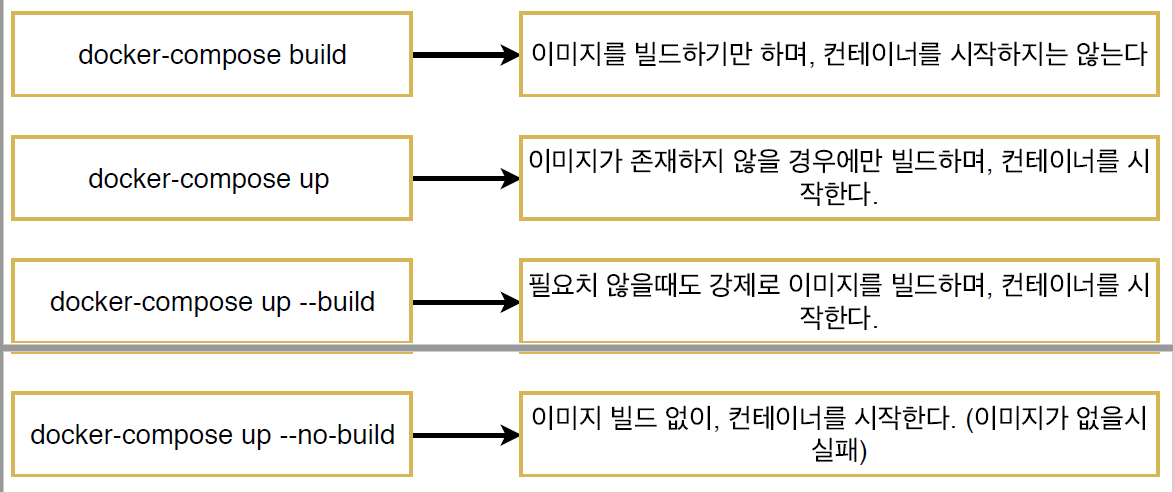 docker-compose build
이미지를 빌드하기만 하며, 컨테이너를 시작하지는 않는다
docker-compose up
이미지가 존재하지 않을 경우에만 빌드하며, 컨테이너를 시
작한다.
docker-compose up --build
필요치 않을때도 강제로 이미지를 빌드하며, 컨테이너를 시
작한다.
docker-compose up --no-build
이미지 빌드 없이, 컨테이너를 시작한다. (이미지가 없을시
실패)